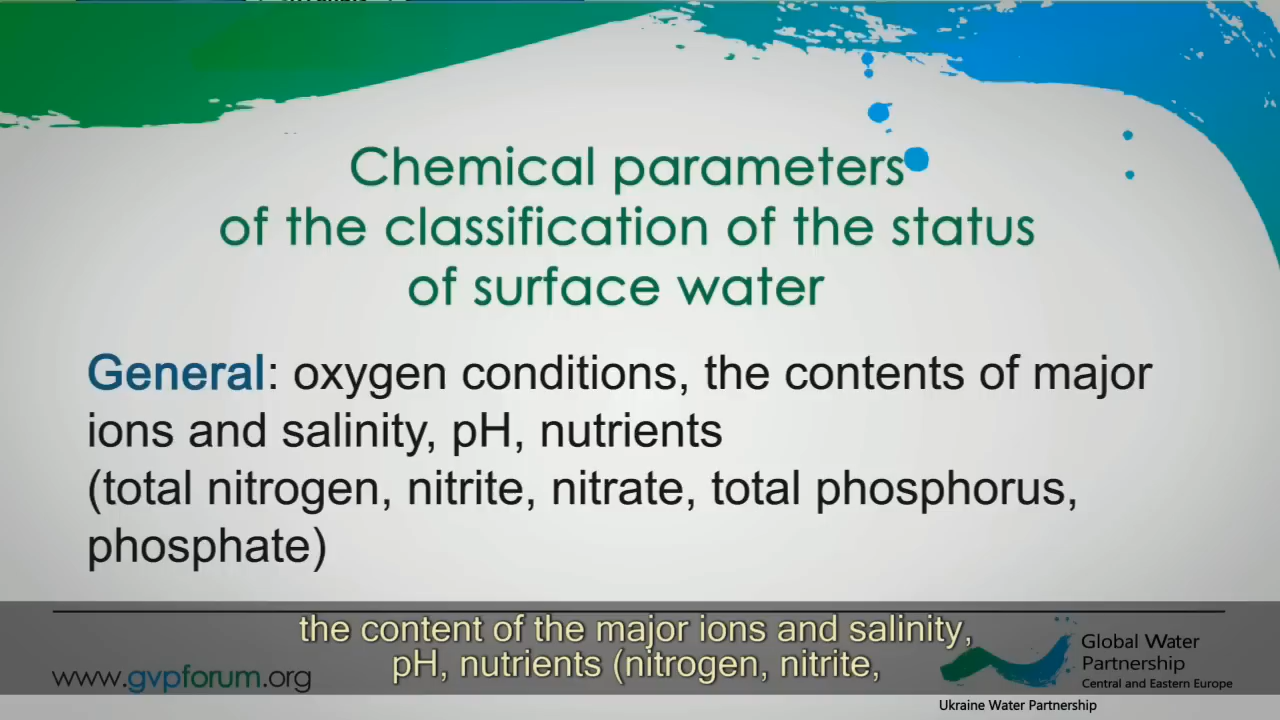 Chemical parameters
of the classification of the status
of surface water
General: oxygen conditions, the contents of major
ions and salinity, pH, nutrients
(total nitrogen, nitrite, nitrate, total phosphorus,
phosphate)
the content of the major ions and salinity,
pH, nutrients (nitrogen, nitrite,
www.gvpforum.org
Global Water
Partnership
Central and Eastern Europe
Ukraine Water Partnership